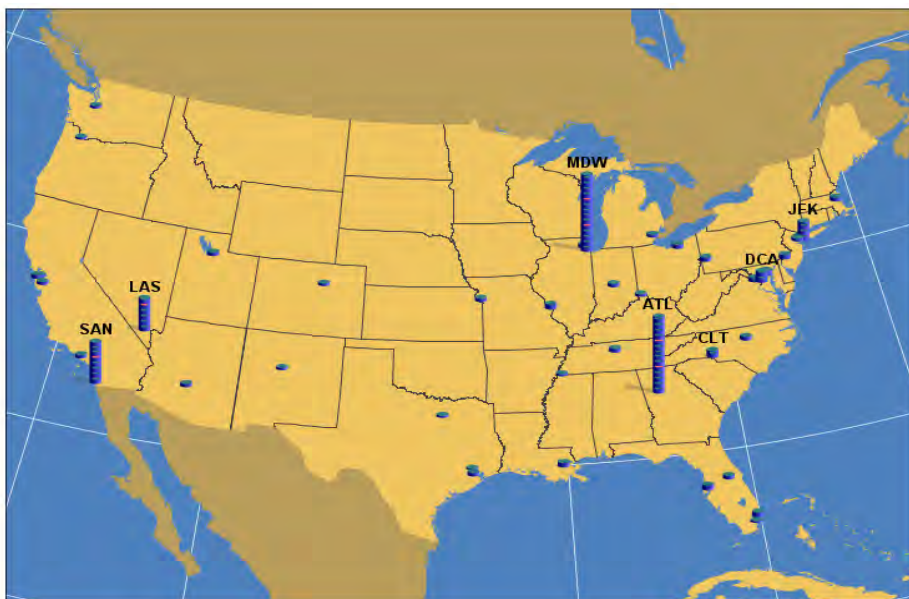 MDW
JFK
DCA
LAS
ATL
SAN
CLT